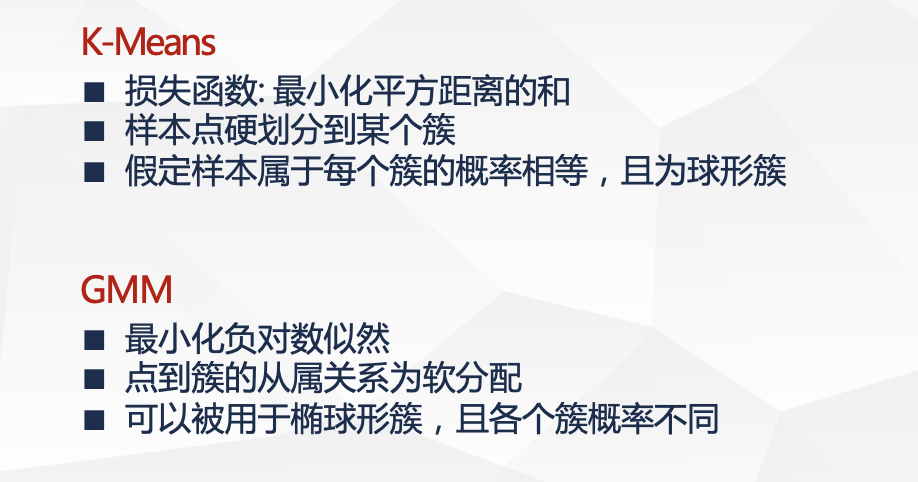 K-Means
■ 损失函数: 最小化平方距离的和
■ 样本点硬划分到某个簇
■ 假定样本属于每个簇的概率相等，且为球形簇
GMM
■ 最小化负对数似然
■ 点到簇的从属关系为软分配
■ 可以被用于椭球形簇，且各个簇概率不同